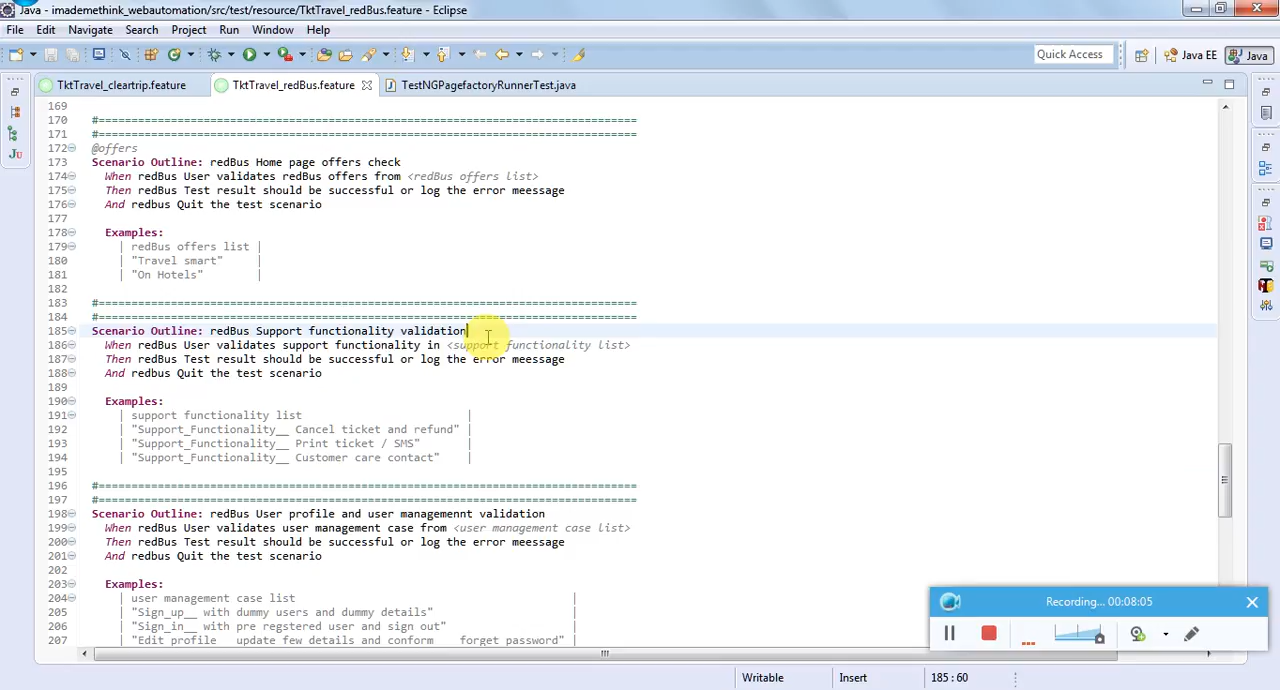 Java - imademethink_webautomation/src/test/resource/TktTravel_redBus.feature - Eclipse
File Edit Navigate Search Project Run Window Help
Quick Access Java EE Java
TktTravel_cleartrip.feature TktTravel_redBus.feature TestNGPagefactoryRunnerTest.java
169
170 #===================================================================================
171 #===================================================================================
172 @offers
173 Scenario Outline: redBus Home page offers check
174 When redBus User validates redBus offers from <redBus offers list>
175 Then redBus Test result should be successful or log the error meessage
176 And redbus Quit the test scenario
177
178 Examples:
179 | redBus offers list |
180 | "Travel smart" |
181 | "On Hotels" |
182
183 #===================================================================================
184 #===================================================================================
185 Scenario Outline: redBus Support functionality validation
186 When redBus User validates support functionality in <support functionality list>
187 Then redBus Test result should be successful or log the error meessage
188 And redbus Quit the test scenario
189
190 Examples:
191 | support functionality list |
192 | "Support_Functionality__ Cancel ticket and refund" |
193 | "Support_Functionality__ Print ticket / SMS" |
194 | "Support_Functionality__ Customer care contact" |
195
196 #===================================================================================
197 #===================================================================================
198 Scenario Outline: redBus User profile and user managemennt validation
199 When redBus User validates user management case from <user management case list>
200 Then redBus Test result should be successful or log the error meessage
201 And redbus Quit the test scenario
202
203 Examples:
204 | user management case list |
205 | "Sign_up__ with dummy users and dummy details" |
206 | "Sign_in__ with pre registered user and sign out" |
207 | "Edit profile__ update few details and conform__ forget password" |
Recording... 00:08:05
Writable Insert 185 : 60